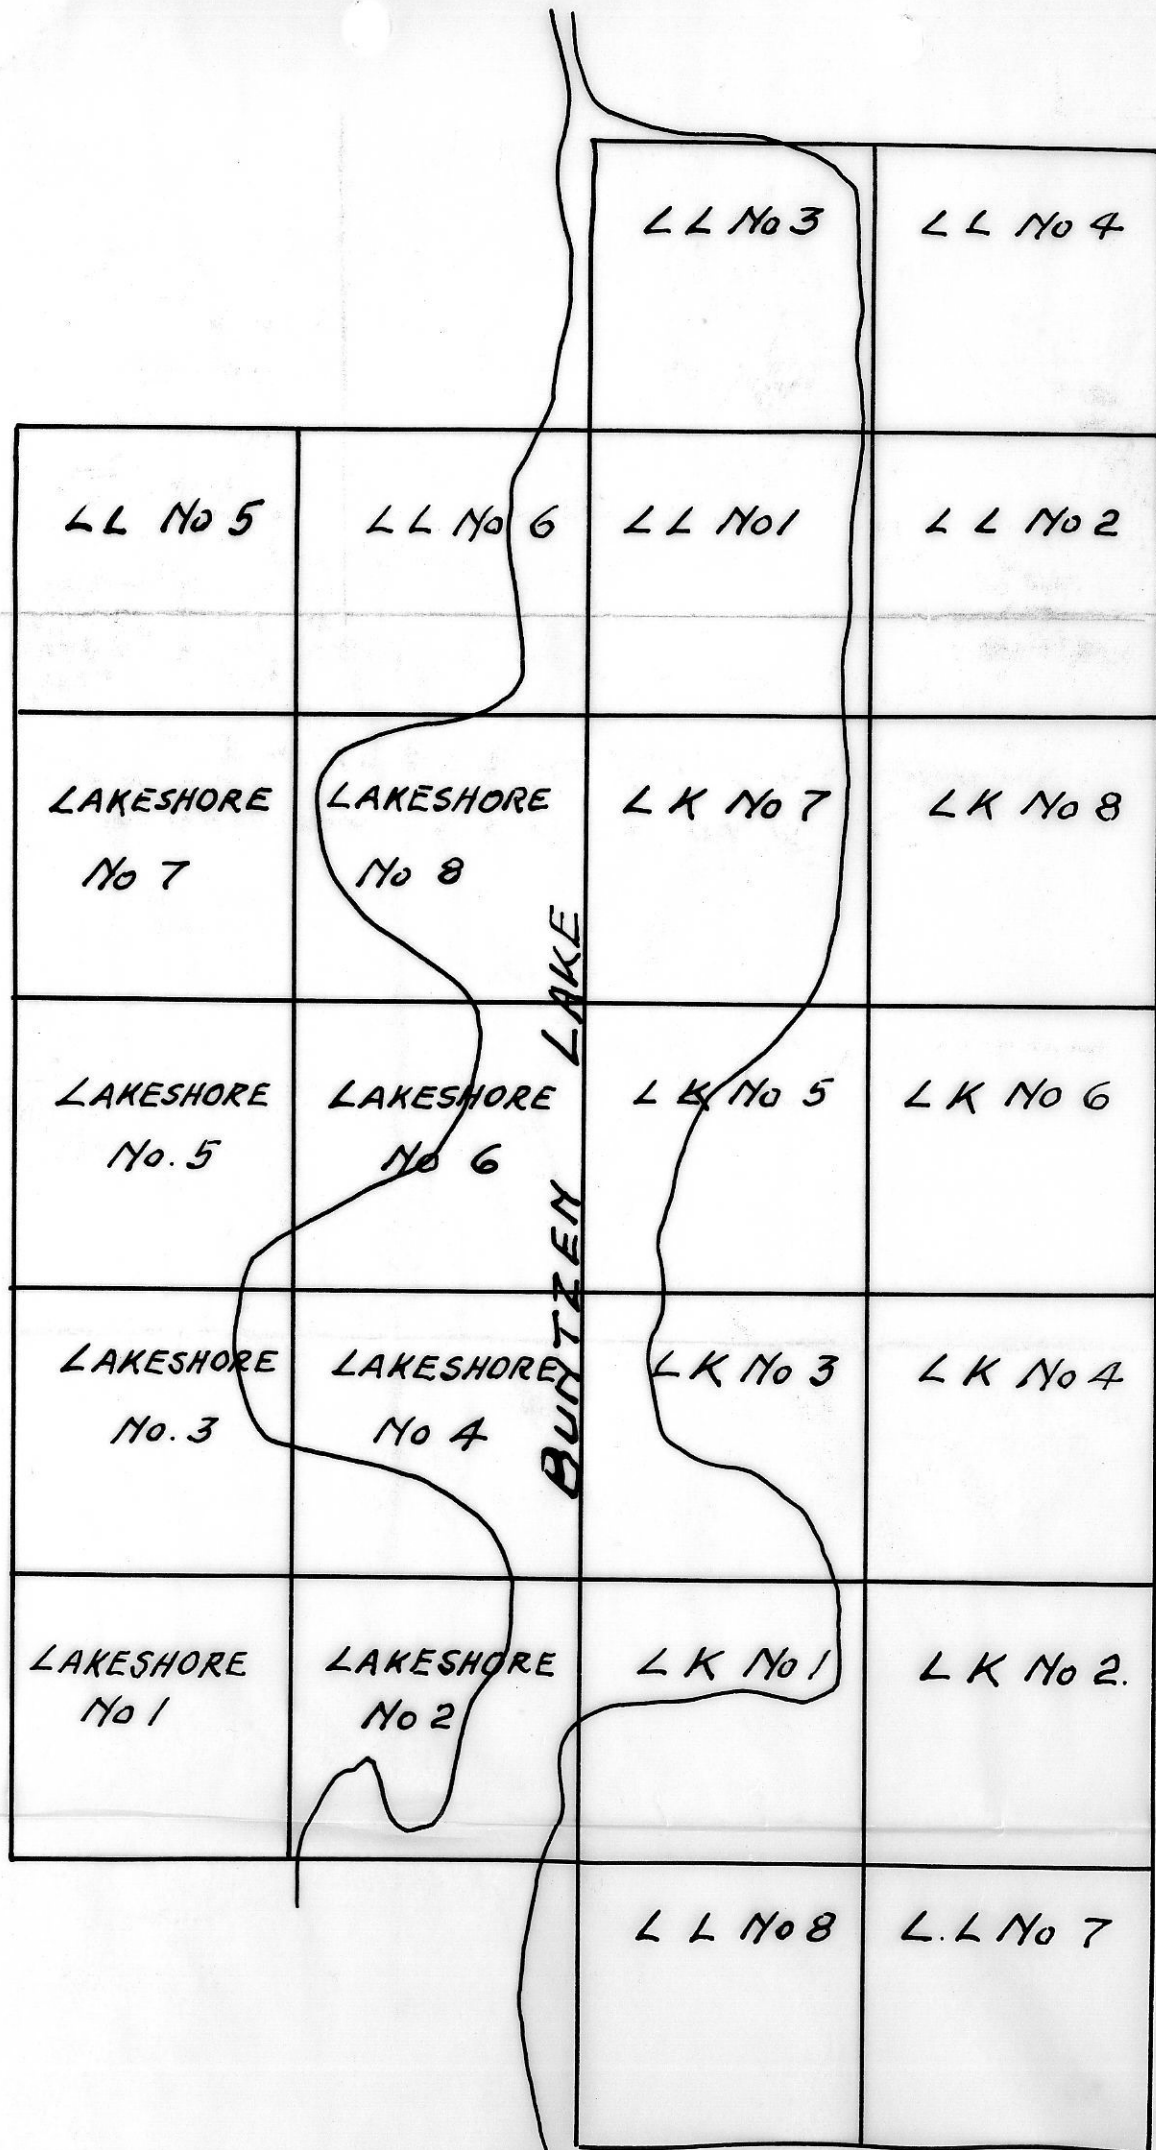 LL No 3
LL No 4
LL No 5
LL No 6
LL No 1
LL No 2
LAKESHORE
No 7
LAKESHORE
No 8
LK No 7
LK No 8
LAKESHORE
No. 5
LAKESHORE
No 6
LK No 5
LK No 6
BUNTZEN LAKE
LAKESHORE
No. 3
LAKESHORE
No 4
LK No 3
LK No 4
LAKESHORE
No 1
LAKESHORE
No 2
LK No 1
LK No 2.
LL No 8
L.L No 7